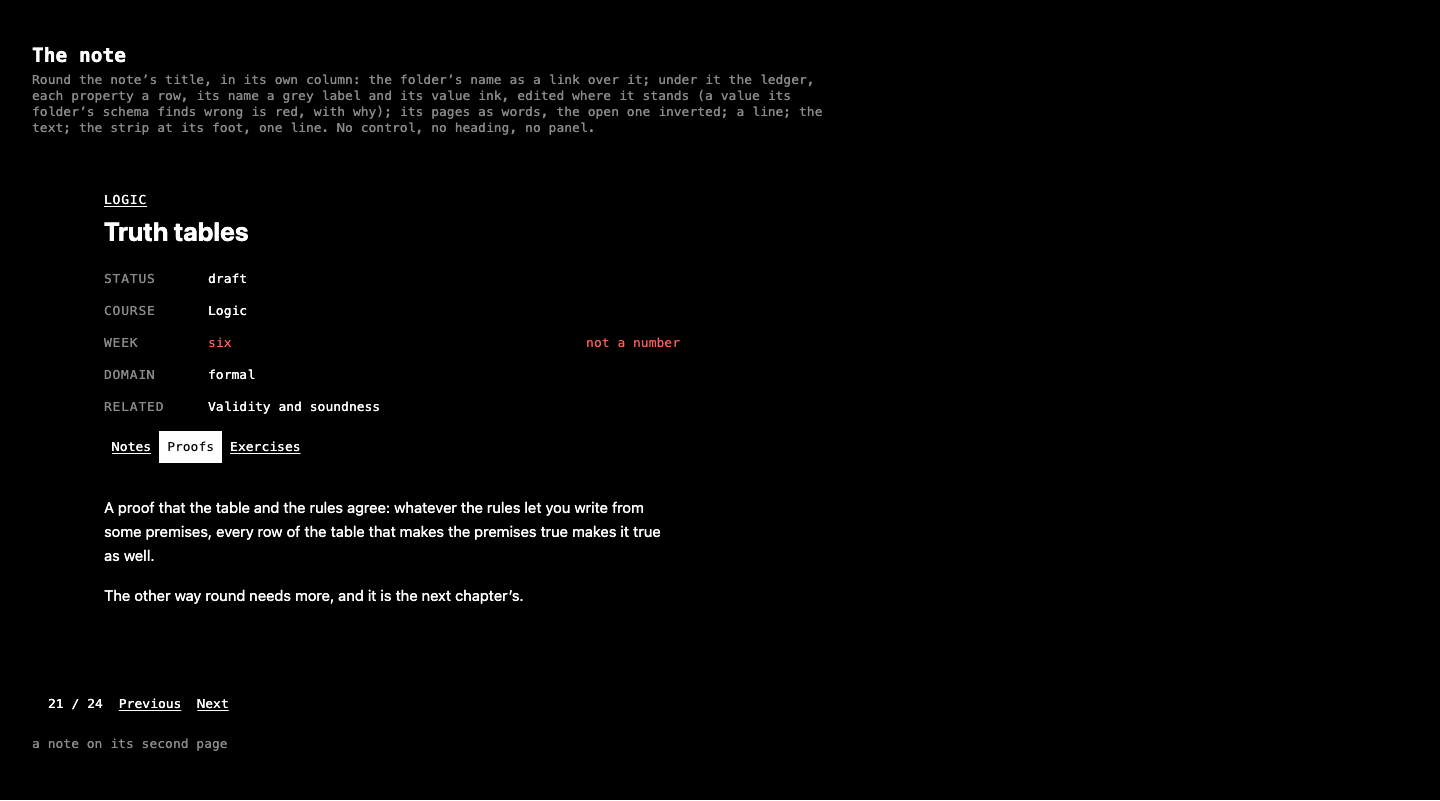 The note
Round the note’s title, in its own column: the folder’s name as a link over it; under it the ledger,
each property a row, its name a grey label and its value ink, edited where it stands (a value its
folder’s schema finds wrong is red, with why); its pages as words, the open one inverted; a line; the
text; the strip at its foot, one line. No control, no heading, no panel.
LOGIC
Truth tables
STATUS draft
COURSE Logic
WEEK six not a number
DOMAIN formal
RELATED Validity and soundness
Notes Proofs Exercises
A proof that the table and the rules agree: whatever the rules let you write from
some premises, every row of the table that makes the premises true makes it true
as well.
The other way round needs more, and it is the next chapter’s.
21 / 24 Previous Next
a note on its second page